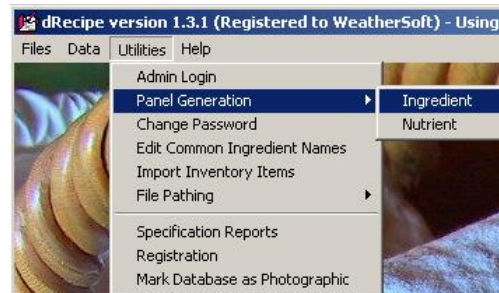 dRecipe version 1.3.1 (Registered to WeatherSoft) - Using
Files Data Utilities Help
Admin Login
Panel Generation
Ingredient
Change Password
Nutrient
Edit Common Ingredient Names
Import Inventory Items
File Pathing
Specification Reports
Registration
Mark Database as Photographic